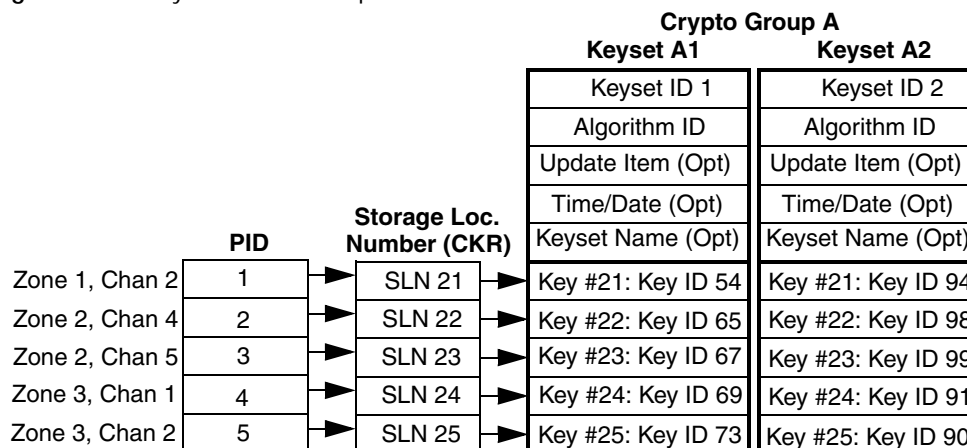 Crypto Group A
Keyset A1 Keyset A2
Keyset ID 1 Keyset ID 2
Algorithm ID Algorithm ID
Update Item (Opt) Update Item (Opt)
Time/Date (Opt) Time/Date (Opt)
Storage Loc.
PID Number (CKR) Keyset Name (Opt) Keyset Name (Opt)
Zone 1, Chan 2 1 SLN 21 Key #21: Key ID 54 Key #21: Key ID 94
Zone 2, Chan 4 2 SLN 22 Key #22: Key ID 65 Key #22: Key ID 98
Zone 2, Chan 5 3 SLN 23 Key #23: Key ID 67 Key #23: Key ID 99
Zone 3, Chan 1 4 SLN 24 Key #24: Key ID 69 Key #24: Key ID 91
Zone 3, Chan 2 5 SLN 25 Key #25: Key ID 73 Key #25: Key ID 90